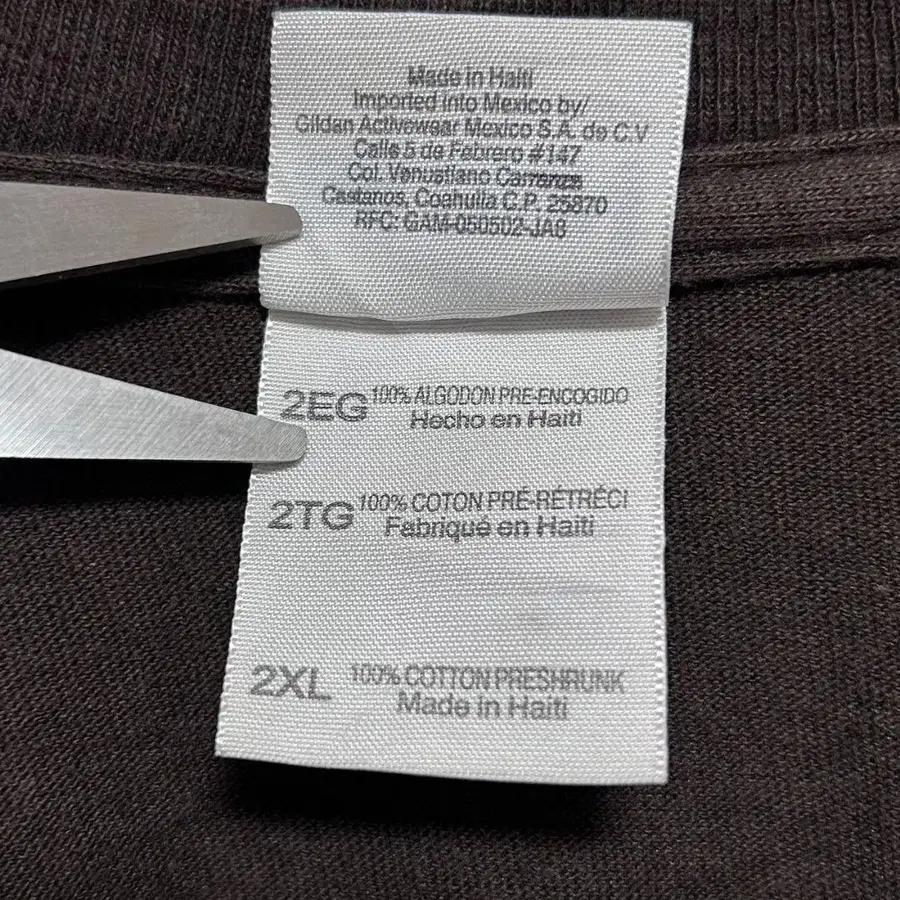 Made in Haiti
Imported into Mexico by/
Gildan Activewear Mexico S.A. de C.V
Calle 5 de Febrero #147
Col. Venustiano Carranza
Castanos, Coahuila C.P. 25870
RFC: GAM-050502-JA8
2EG 100% ALGODON PRE-ENCOGIDO
Hecho en Haiti
2TG 100% COTON PRÉ-RÉTRÉCI
Fabriqué en Haiti
2XL 100% COTTON PRESHRUNK
Made in Haiti